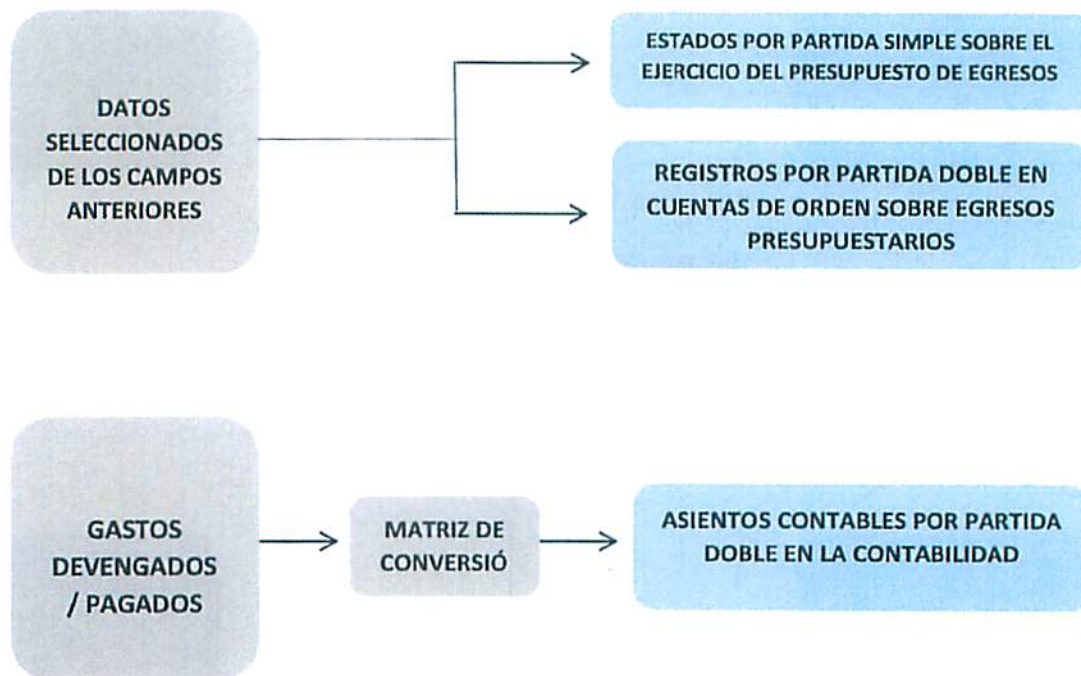 DATOS
SELECCIONADOS
DE LOS CAMPOS
ANTERIORES
ESTADOS POR PARTIDA SIMPLE SOBRE EL
EJERCICIO DEL PRESUPUESTO DE EGRESOS
REGISTROS POR PARTIDA DOBLE EN
CUENTAS DE ORDEN SOBRE EGRESOS
PRESUPUESTARIOS
GASTOS
DEVENGADOS
/ PAGADOS
MATRIZ DE
CONVERSIÓ
ASIENTOS CONTABLES POR PARTIDA
DOBLE EN LA CONTABILIDAD